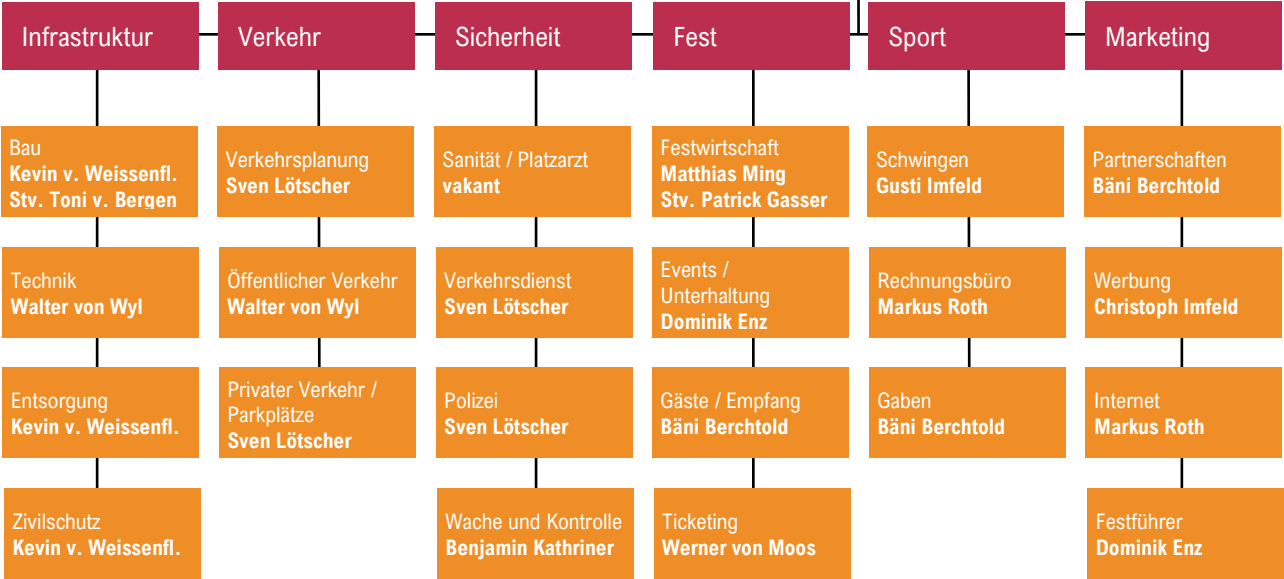 Infrastruktur
Verkehr
Sicherheit
Fest
Sport
Marketing
Bau
Kevin v. Weissenfl.
Stv. Toni v. Bergen
Verkehrsplanung
Sven Lötscher
Sanität / Platzarzt
vakant
Festwirtschaft
Matthias Ming
Stv. Patrick Gasser
Schwingen
Gusti Imfeld
Partnerschaften
Bäni Berchtold
Technik
Walter von Wyl
Öffentlicher Verkehr
Walter von Wyl
Verkehrsdienst
Sven Lötscher
Events /
Unterhaltung
Dominik Enz
Rechnungsbüro
Markus Roth
Werbung
Christoph Imfeld
Entsorgung
Kevin v. Weissenfl.
Privater Verkehr /
Parkplätze
Sven Lötscher
Polizei
Sven Lötscher
Gäste / Empfang
Bäni Berchtold
Gaben
Bäni Berchtold
Internet
Markus Roth
Zivilschutz
Kevin v. Weissenfl.
Wache und Kontrolle
Benjamin Kathriner
Ticketing
Werner von Moos
Festführer
Dominik Enz